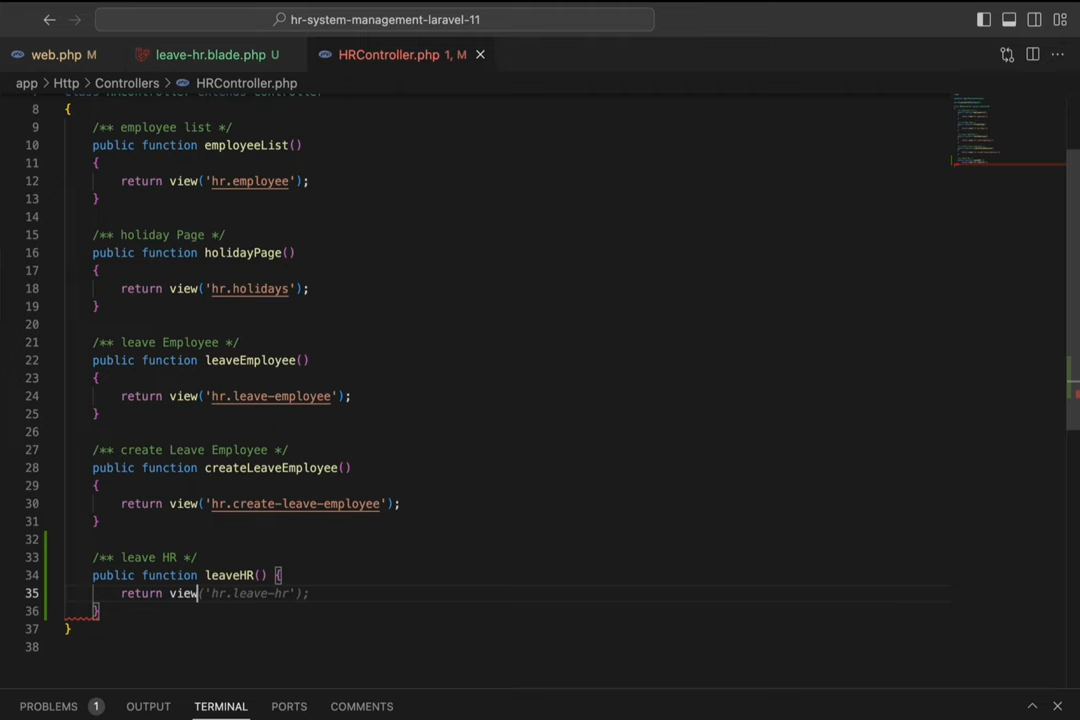 hr-system-management-laravel-11
web.php M
leave-hr.blade.php U
HRController.php 1, M
app > Http > Controllers > HRController.php
class HRController extends Controller
8 {
9 /** employee list */
10 public function employeeList()
11 {
12 return view('hr.employee');
13 }
14
15 /** holiday Page */
16 public function holidayPage()
17 {
18 return view('hr.holidays');
19 }
20
21 /** leave Employee */
22 public function leaveEmployee()
23 {
24 return view('hr.leave-employee');
25 }
26
27 /** create Leave Employee */
28 public function createLeaveEmployee()
29 {
30 return view('hr.create-leave-employee');
31 }
32
33 /** leave HR */
34 public function leaveHR() {
35 return view('hr.leave-hr');
36 }
37 }
38
PROBLEMS 1 OUTPUT TERMINAL PORTS COMMENTS